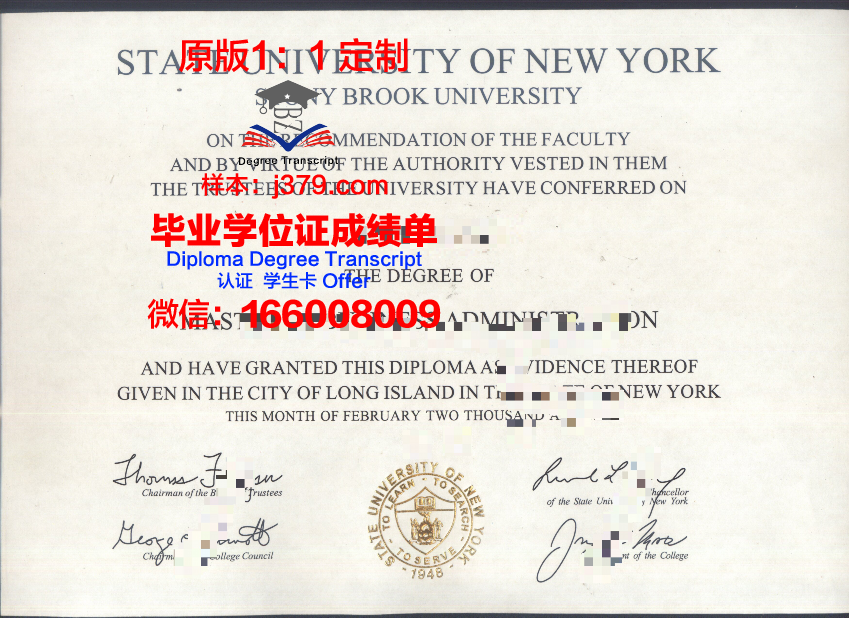 STATE UNIVERSITY OF NEW YORK
原版1：1定制
STONY BROOK UNIVERSITY
BZ
ON THE RECOMMENDATION OF THE FACULTY
Degree Transcript
AND BY VIRTUE OF THE AUTHORITY VESTED IN THEM
THE TRUSTEES OF THE UNIVERSITY HAVE CONFERRED ON
样本：j379.com
毕业学位证成绩单
Diploma Degree Transcript
THE DEGREE OF
认证 学生卡 Offer
微信：166008009
AND HAVE GRANTED THIS DIPLOMA AS EVIDENCE THEREOF
GIVEN IN THE CITY OF LONG ISLAND IN OF NEW YORK
THIS MONTH OF FEBRUARY TWO THOUSAND
Chairman of the Trustees
of the State
New York
College Council
of the College
STATE UNIVERSITY OF NEW YORK
TO LEARN · TO SEARCH
TO SERVE
1948